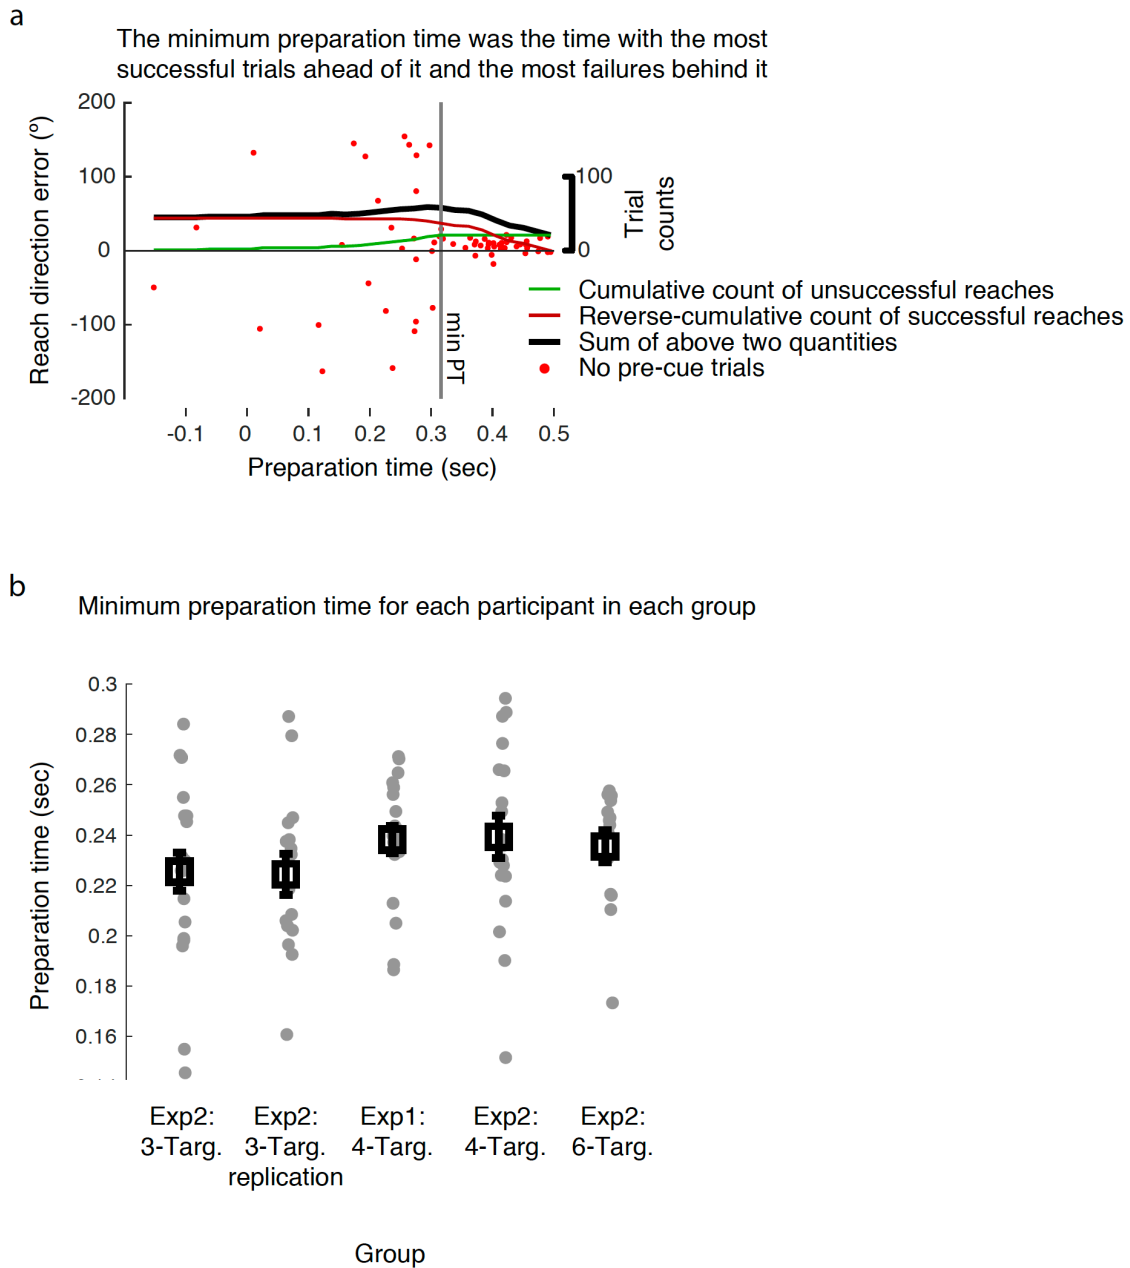 a
The minimum preparation time was the time with the most
successful trials ahead of it and the most failures behind it
200
100
0
-100
-200
Reach direction error (º)
-0.1
0
0.1
0.2
0.3
0.4
0.5
Preparation time (sec)
min PT
100
0
Trial
counts
Cumulative count of unsuccessful reaches
Reverse-cumulative count of successful reaches
Sum of above two quantities
No pre-cue trials
b
Minimum preparation time for each participant in each group
0.3
0.28
0.26
0.24
0.22
0.2
0.18
0.16
Preparation time (sec)
Exp2:
3-Targ.
Exp2:
3-Targ.
replication
Exp1:
4-Targ.
Exp2:
4-Targ.
Exp2:
6-Targ.
Group